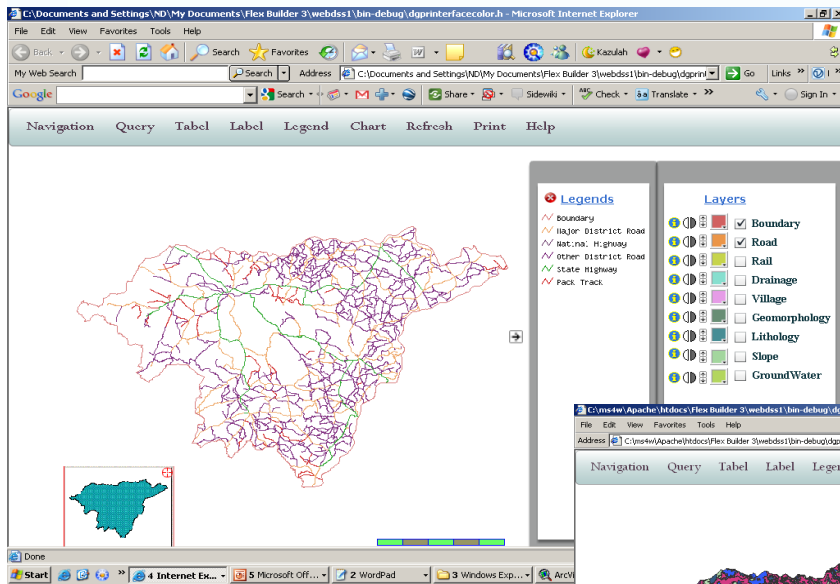 C:\Documents and Settings\ND\My Documents\Flex Builder 3\webdss1\bin-debug\dgprinterfacecolor.h - Microsoft Internet Explorer
File Edit View Favorites Tools Help
Back Search Favorites Kazulah
My Web Search Search Address C:\Documents and Settings\ND\My Documents\Flex Builder 3\webdss1\bin-debug\dgprin Go Links »
Google Search Share Sidewiki Check Translate » Sign In
Navigation Query Tabel Label Legend Chart Refresh Print Help
Legends
Boundary
Major District Road
National Highway
Other District Road
State Highway
Pack Track
Layers
Boundary
Road
Rail
Drainage
Village
Geomorphology
Lithology
Slope
GroundWater
C:\ms4w\Apache\htdocs\Flex Builder 3\webdss1\bin-debug\dg
File Edit View Favorites Tools Help
Address C:\ms4w\Apache\htdocs\Flex Builder 3\webdss1\bin-debug\dgp
Navigation Query Tabel Label Leger
Done
Start » 4 Internet Ex... 5 Microsoft Off... 2 WordPad 3 Windows Exp... ArcVi